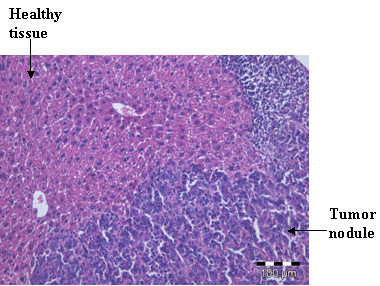 Healthy
tissue
Tumor
nodule
100 µm